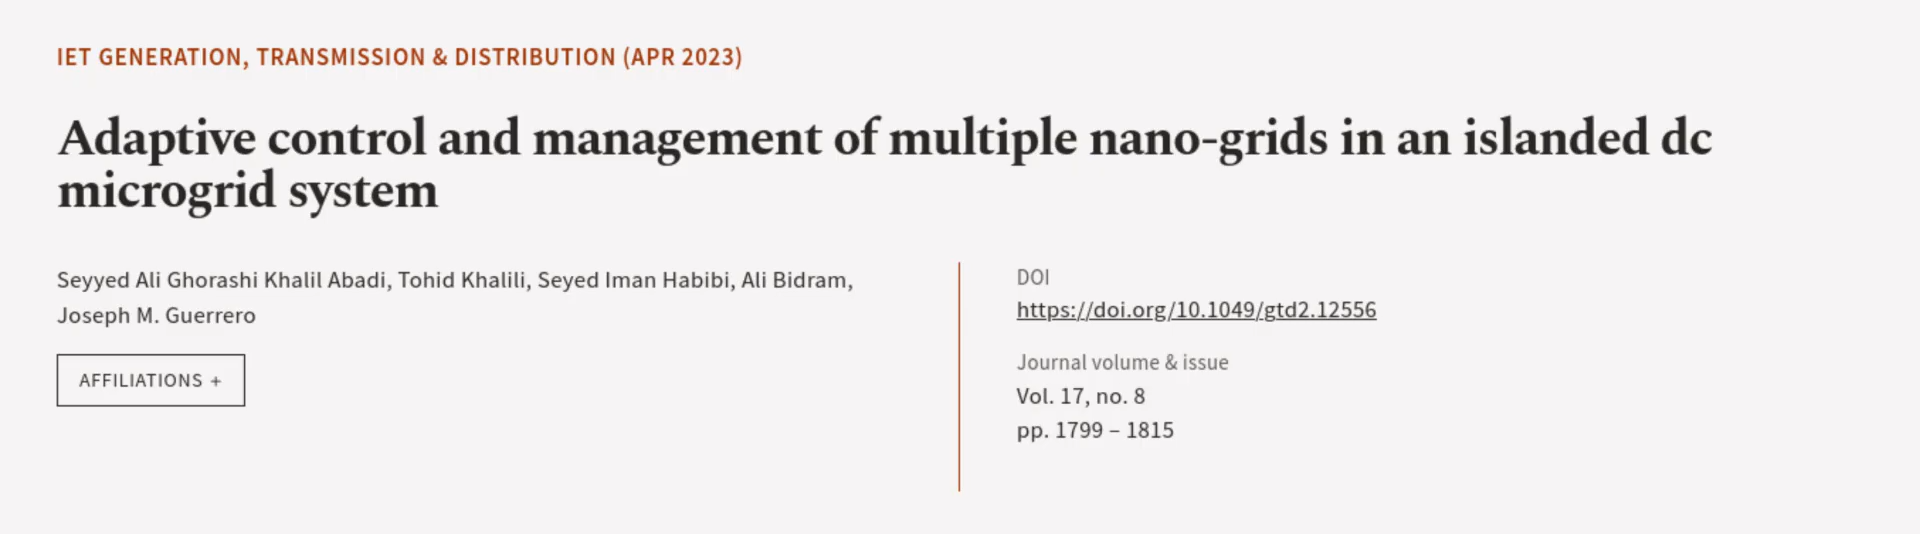 IET GENERATION, TRANSMISSION & DISTRIBUTION (APR 2023)
Adaptive control and management of multiple nano-grids in an islanded dc
microgrid system
Seyyed Ali Ghorashi Khalil Abadi, Tohid Khalili, Seyed Iman Habibi, Ali Bidram,
Joseph M. Guerrero
AFFILIATIONS +
DOI
https://doi.org/10.1049/gtd2.12556
Journal volume & issue
Vol. 17, no. 8
pp. 1799 – 1815